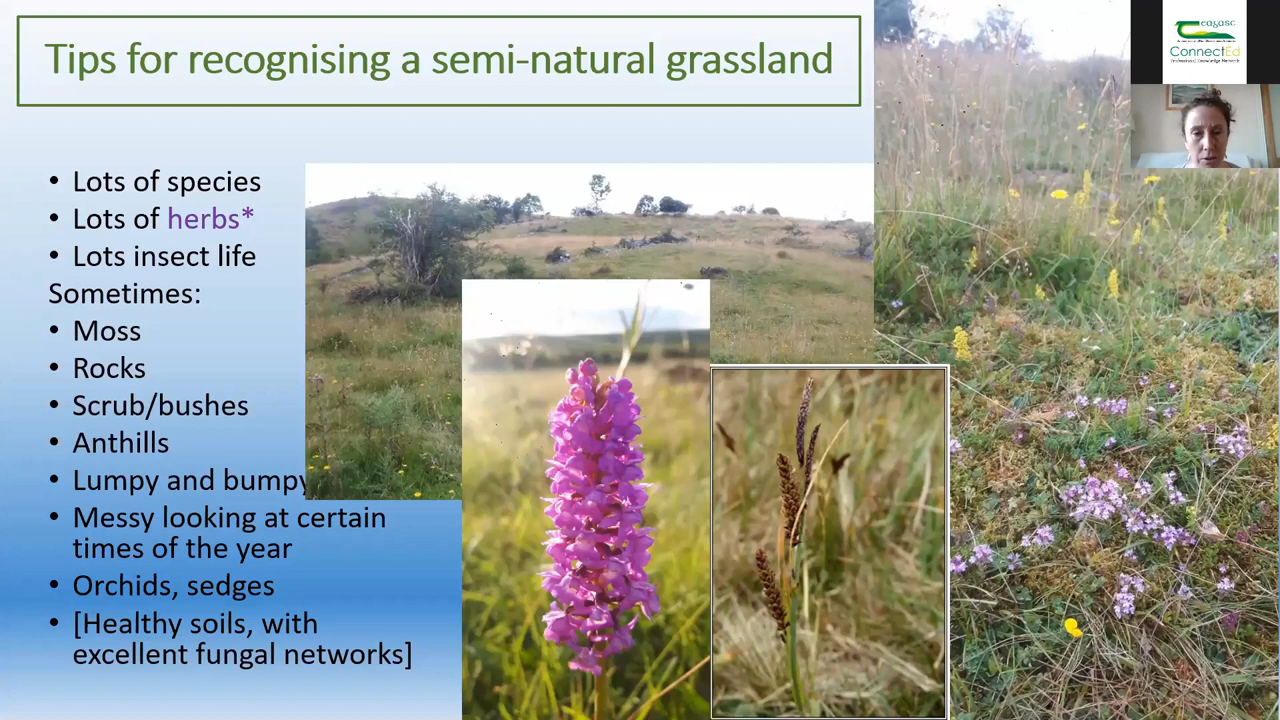 Tips for recognising a semi-natural grassland
• Lots of species
• Lots of herbs*
• Lots insect life
Sometimes:
• Moss
• Rocks
• Scrub/bushes
• Anthills
• Lumpy and bumpy
• Messy looking at certain
times of the year
• Orchids, sedges
• [Healthy soils, with
excellent fungal networks]
eagasc
ConnectEd